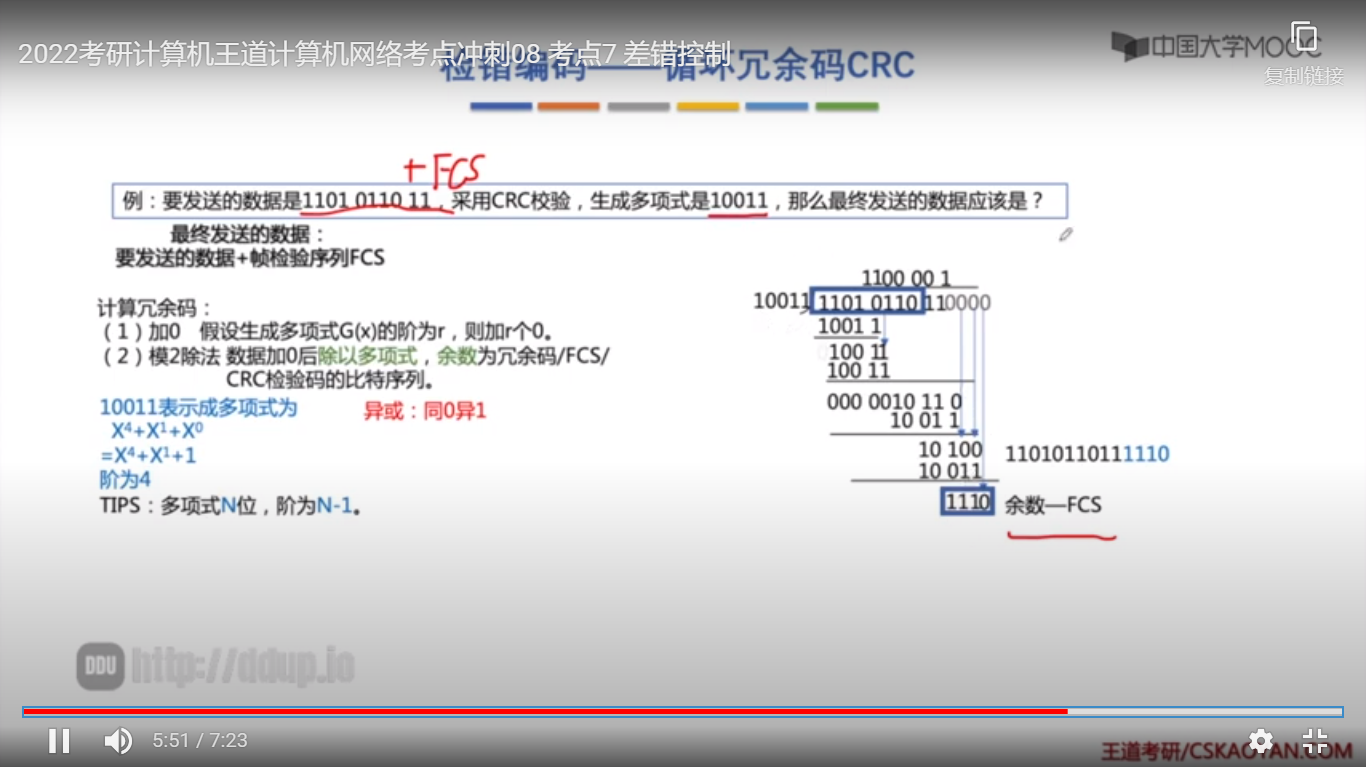 2022考研计算机王道计算机网络考点冲刺08 考点7 差错控制
检错编码——循环冗余码CRC
中国大学MOOC
复制链接
+FCS
例：要发送的数据是1101 0110 11，采用CRC校验，生成多项式是10011，那么最终发送的数据应该是？
最终发送的数据：
要发送的数据+帧检验序列FCS
计算冗余码：
（1）加0 假设生成多项式G(x)的阶为r，则加r个0。
（2）模2除法 数据加0后除以多项式，余数为冗余码/FCS/
CRC检验码的比特序列。
10011表示成多项式为
X⁴+X¹+X⁰
=X⁴+X¹+1
阶为4
TIPS：多项式N位，阶为N-1。
异或：同0异1
1100 00 1
10011
1101 0110 110000
1001 1
100 11
100 11
000 0010 11 0
10 01 1
10 100
10 011
1110
11010110111110
余数—FCS
DDU http://ddup.io
5:51 / 7:23
王道考研/CSKAOYAN.COM